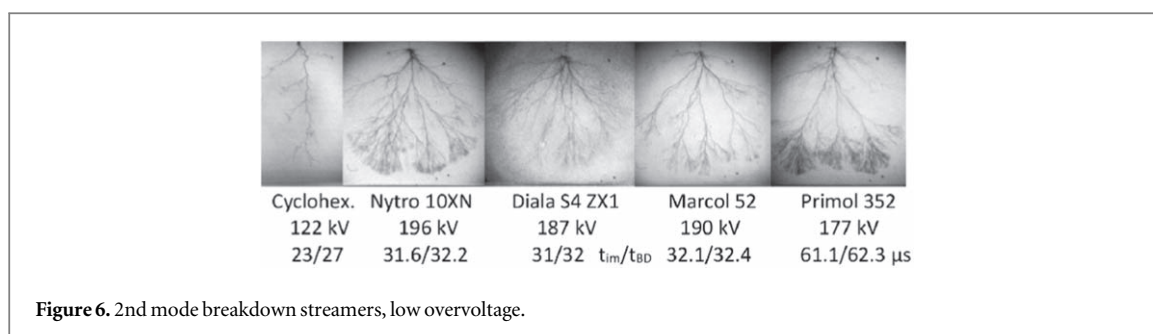 Cyclohex. Nytro 10XN Diala S4 ZX1 Marcol 52 Primol 352
122 kV 196 kV 187 kV 190 kV 177 kV
23/27 31.6/32.2 31/32 tim/tBD 32.1/32.4 61.1/62.3 µs
Figure 6. 2nd mode breakdown streamers, low overvoltage.